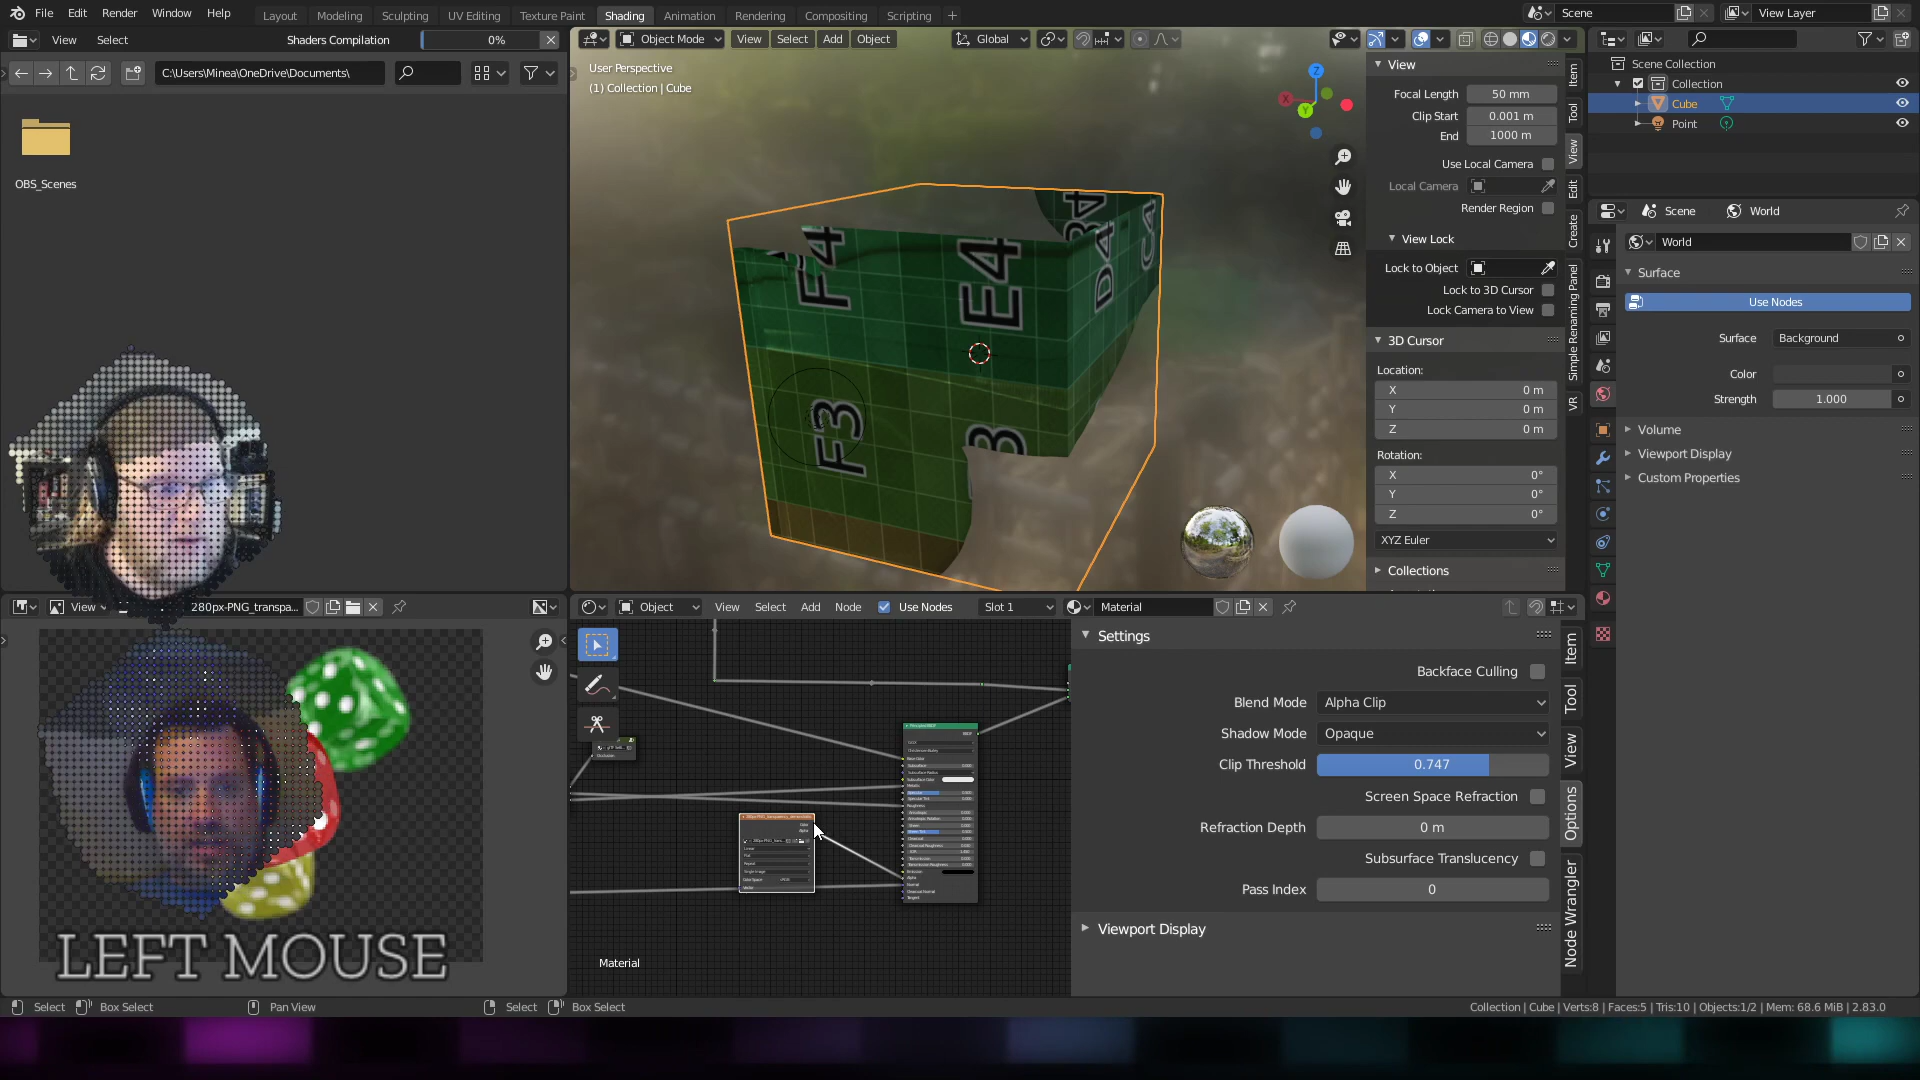 File Edit Render Window Help Layout Modeling Sculpting UV Editing Texture Paint Shading Animation Rendering Compositing Scripting + Scene View Layer
View Select Shaders Compilation 0%
C:\Users\Minea\OneDrive\Documents\
OBS_Scenes
Object Mode View Select Add Object Global
User Perspective
(1) Collection | Cube
Z
X
Y
F4
E4
D4
C4
F3
View
Focal Length 50 mm
Clip Start 0.001 m
End 1000 m
Use Local Camera
Local Camera
Render Region
View Lock
Lock to Object
Lock to 3D Cursor
Lock Camera to View
3D Cursor
Location:
X 0 m
Y 0 m
Z 0 m
Rotation:
X 0°
Y 0°
Z 0°
XYZ Euler
Collections
Item
Tool
View
Edit
Create
Simple Renaming Panel
VR
Scene Collection
Collection
Cube
Point
Scene World
World
Surface
Use Nodes
Surface Background
Color
Strength 1.000
Volume
Viewport Display
Custom Properties
View 280px-PNG_transpa...
LEFT MOUSE
Object View Select Add Node Use Nodes Slot 1 Material
Material
Settings
Backface Culling
Blend Mode Alpha Clip
Shadow Mode Opaque
Clip Threshold 0.747
Screen Space Refraction
Refraction Depth 0 m
Subsurface Translucency
Pass Index 0
Viewport Display
Item
Tool
View
Options
Node Wrangler
Select Box Select Pan View Select Box Select Collection | Cube | Verts:8 | Faces:5 | Tris:10 | Objects:1/2 | Mem: 68.6 MiB | 2.83.0